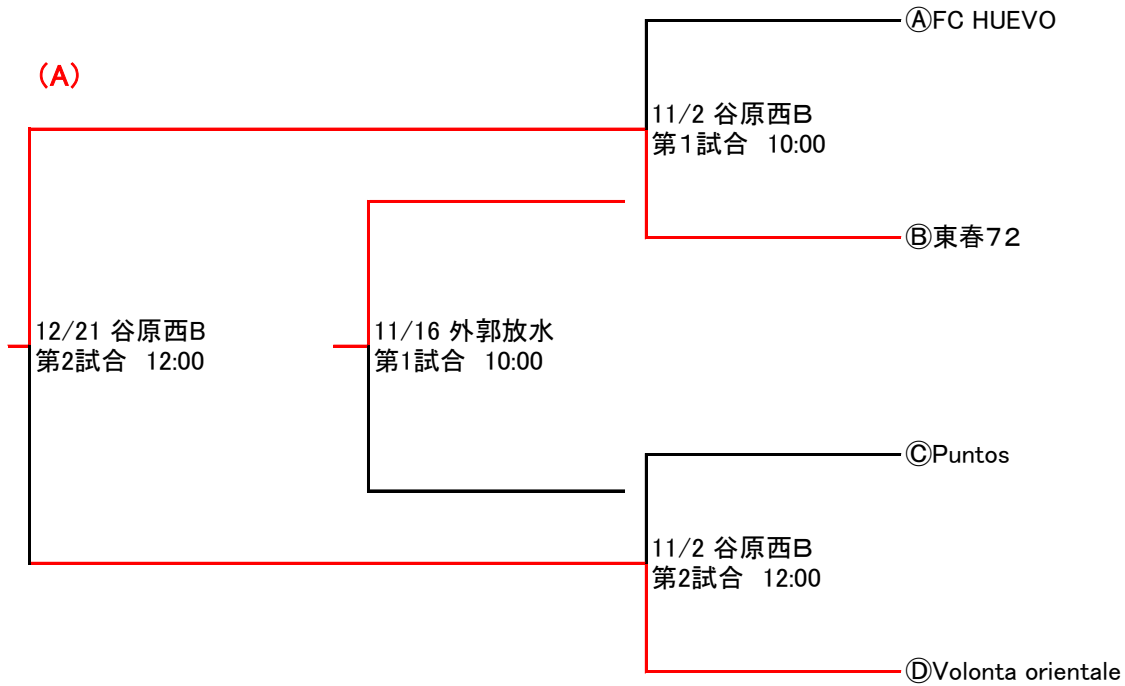 ⒶFC HUEVO
(A)
11/2 谷原西Ｂ
第１試合 10:00
Ⓑ東春７２
12/21 谷原西B
第2試合 12:00
11/16 外郭放水
第1試合 10:00
ⒸPuntos
11/2 谷原西Ｂ
第2試合 12:00
ⒹVolonta orientale